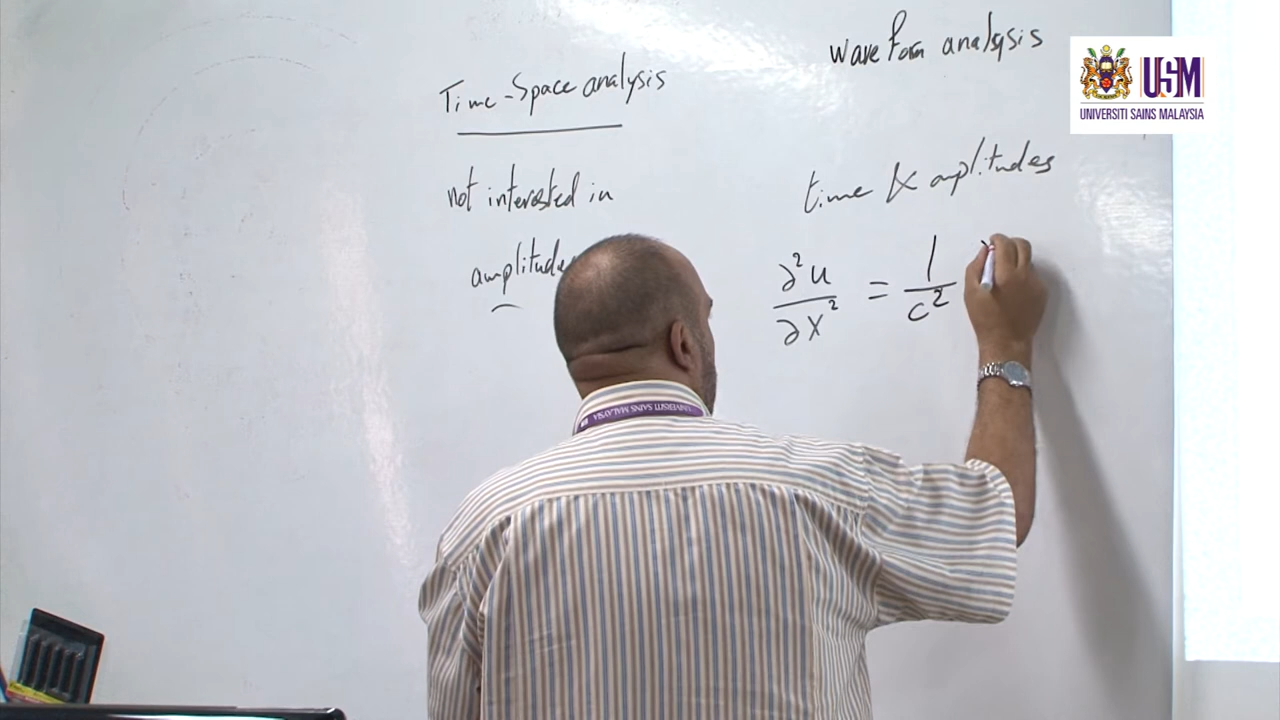 Time-Space analysis
not interested in
amplitudes
wave form analysis
time & amplitudes
∂²u/∂x² = 1/c²
USM
UNIVERSITI SAINS MALAYSIA
UNIVERSITI SAINS MALAYSIA